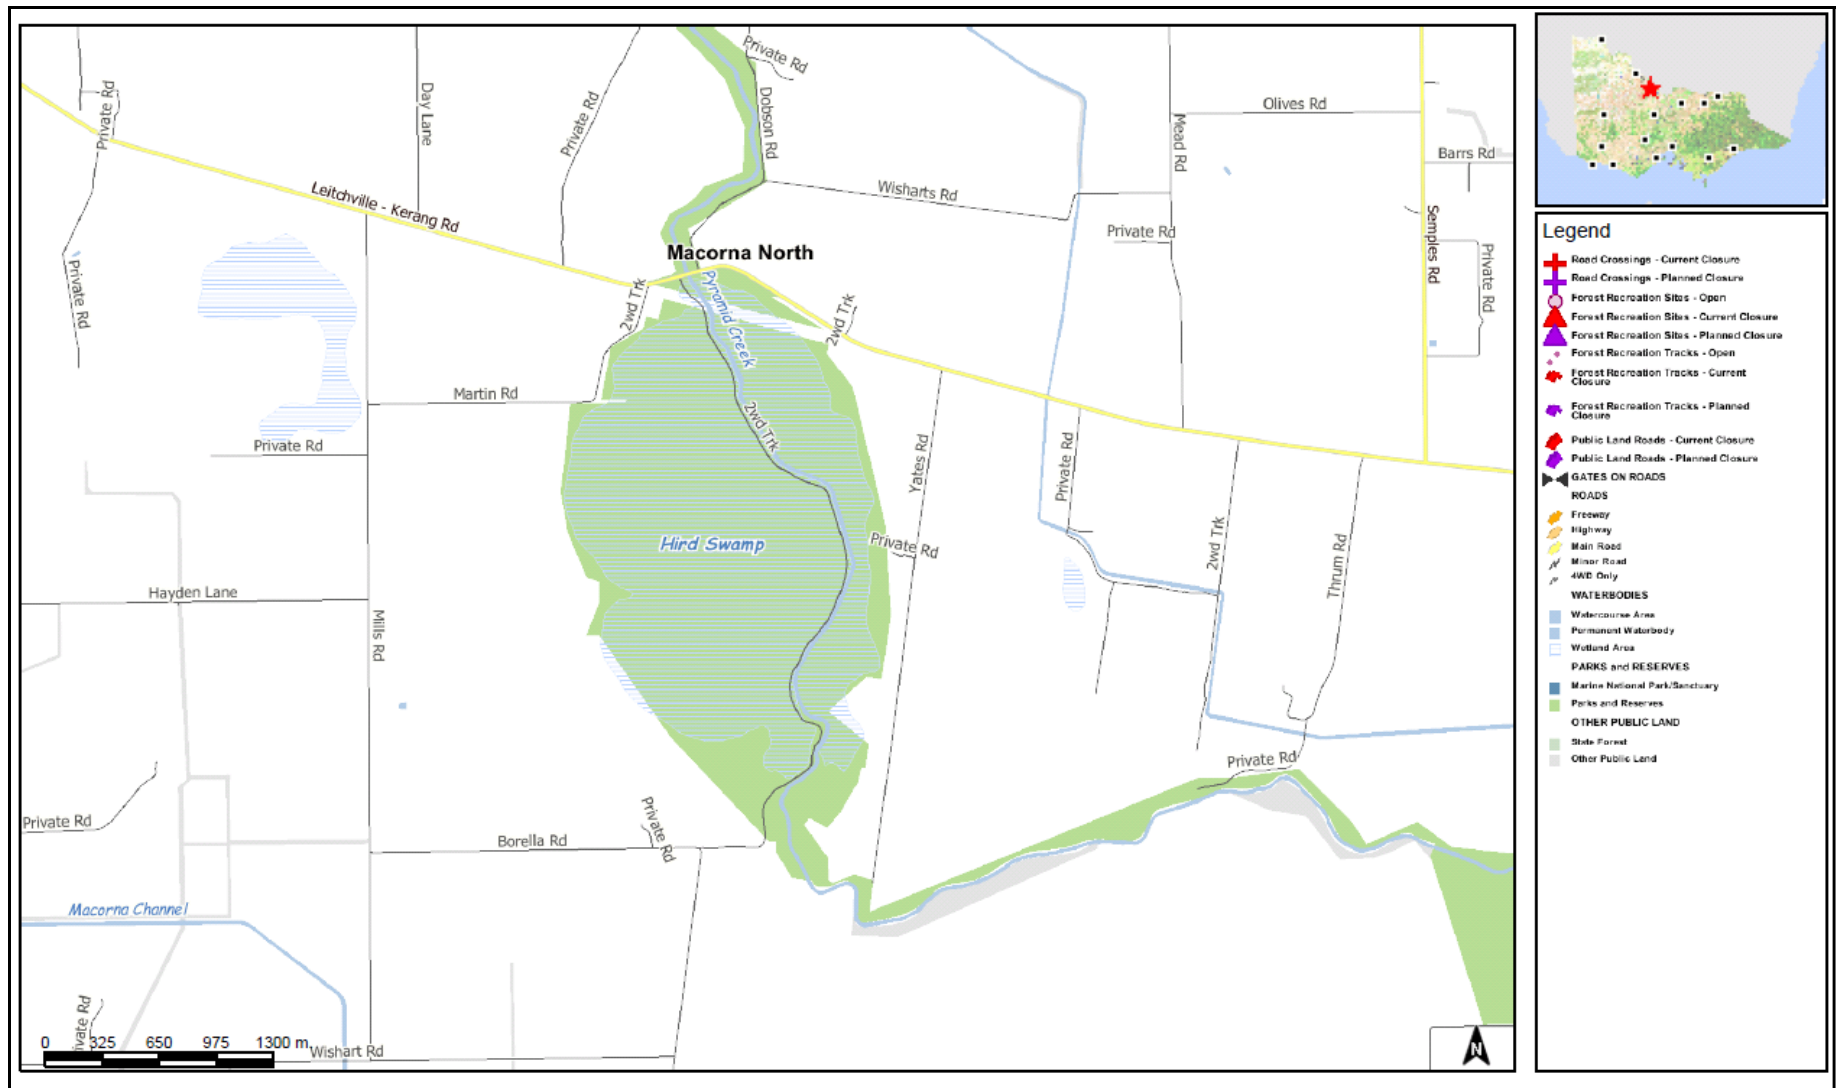 Private Rd
Private Rd
Day Lane
Private Rd
Dobson Rd
Olives Rd
Mead Rd
Barrs Rd
Leitchville - Kerang Rd
Wisharts Rd
Private Rd
Semples Rd
Private Rd
Macorna North
Private Rd
2wd Trk
Pyramid Creek
2wd Trk
Martin Rd
2wd Trk
Private Rd
Yates Rd
Private Rd
Hird Swamp
Private Rd
2wd Trk
Thrum Rd
Hayden Lane
Mills Rd
Private Rd
Private Rd
Private Rd
Borella Rd
Macorna Channel
ivate Rd
0 325 650 975 1300 m.
Wishart Rd
N
Legend
Road Crossings - Current Closure
Road Crossings - Planned Closure
Forest Recreation Sites - Open
Forest Recreation Sites - Current Closure
Forest Recreation Sites - Planned Closure
Forest Recreation Tracks - Open
Forest Recreation Tracks - Current
Closure
Forest Recreation Tracks - Planned
Closure
Public Land Roads - Current Closure
Public Land Roads - Planned Closure
GATES ON ROADS
ROADS
Freeway
Highway
Main Road
Minor Road
4WD Only
WATERBODIES
Watercourse Area
Permanent Waterbody
Wetland Area
PARKS and RESERVES
Marine National Park/Sanctuary
Parks and Reserves
OTHER PUBLIC LAND
State Forest
Other Public Land